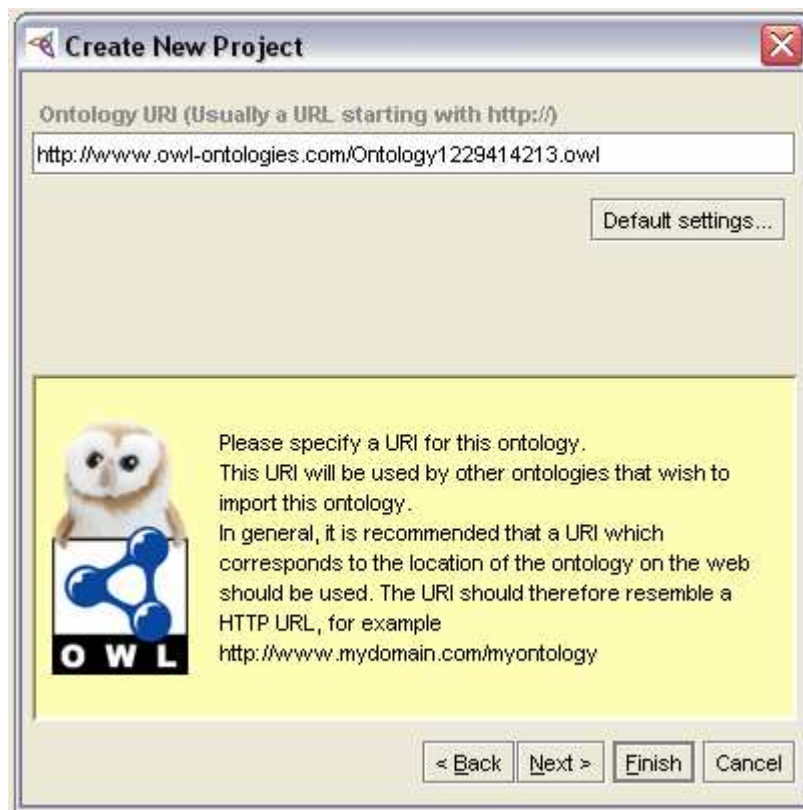 Create New Project
Ontology URI (Usually a URL starting with http://)
http://www.owl-ontologies.com/Ontology1229414213.owl
Default settings...
Please specify a URI for this ontology.
This URI will be used by other ontologies that wish to
import this ontology.
In general, it is recommended that a URI which
corresponds to the location of the ontology on the web
should be used. The URI should therefore resemble a
HTTP URL, for example
http://www.mydomain.com/myontology
OWL
< Back
Next >
Finish
Cancel